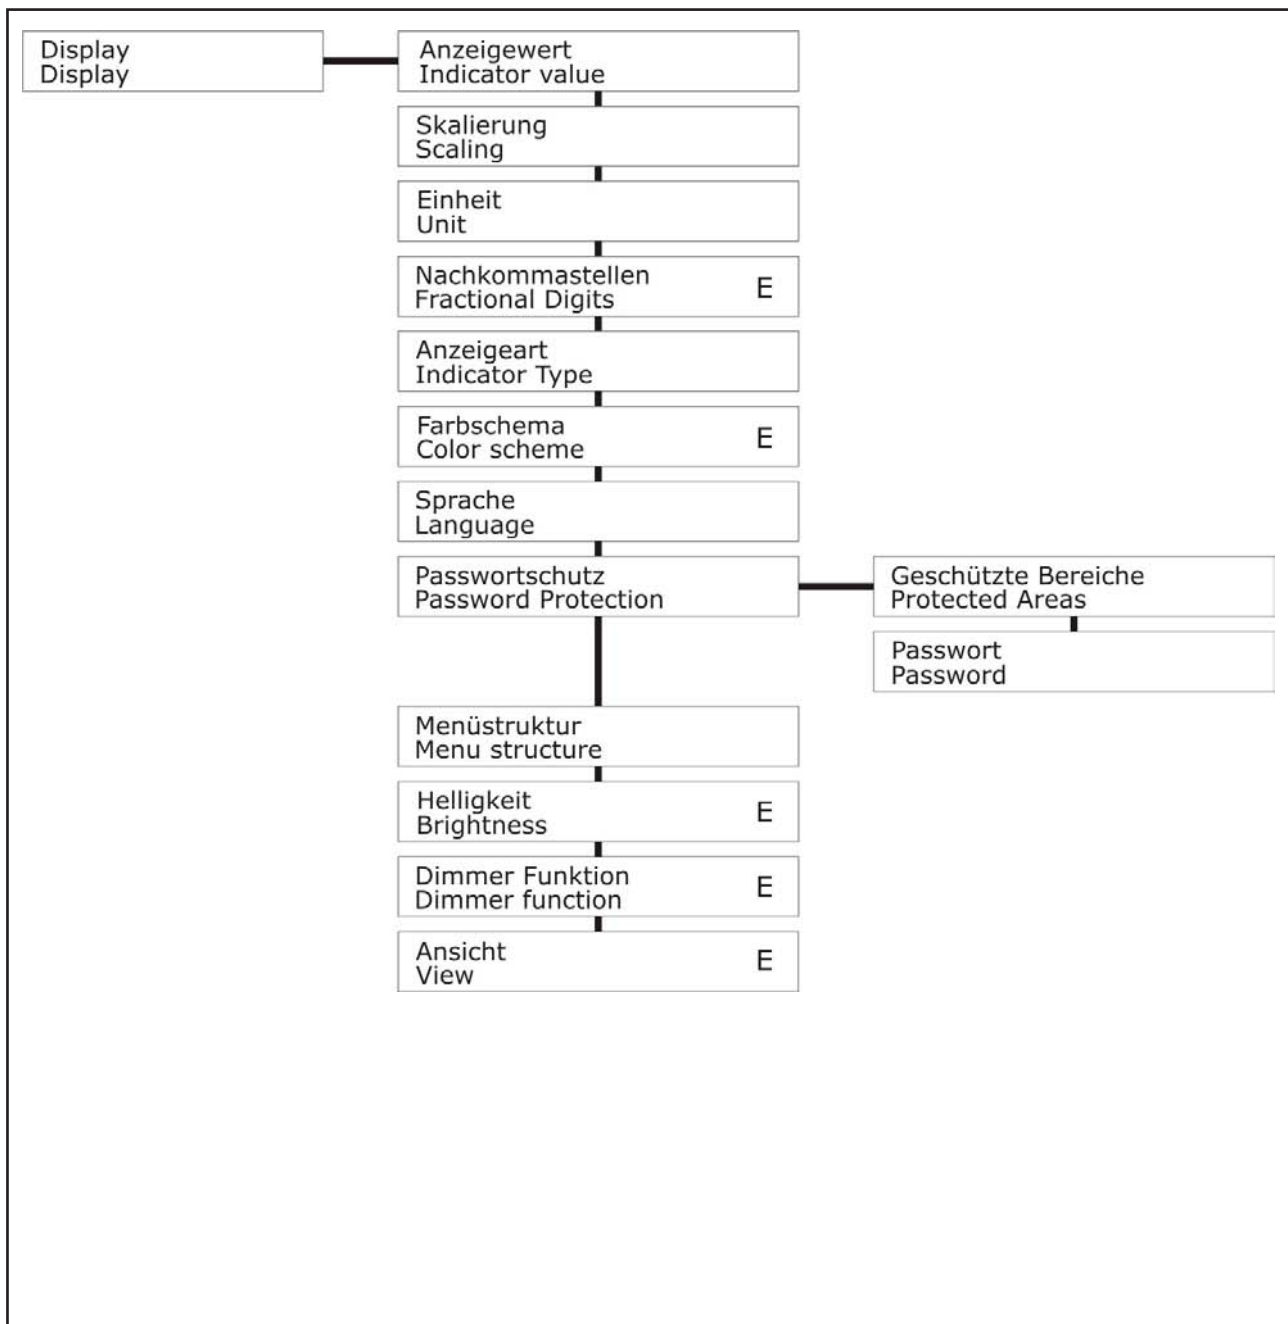 Display
Display
Anzeigewert
Indicator value
Skalierung
Scaling
Einheit
Unit
Nachkommastellen
Fractional Digits
E
Anzeigeart
Indicator Type
Farbschema
Color scheme
E
Sprache
Language
Passwortschutz
Password Protection
Geschützte Bereiche
Protected Areas
Passwort
Password
Menüstruktur
Menu structure
Helligkeit
Brightness
E
Dimmer Funktion
Dimmer function
E
Ansicht
View
E